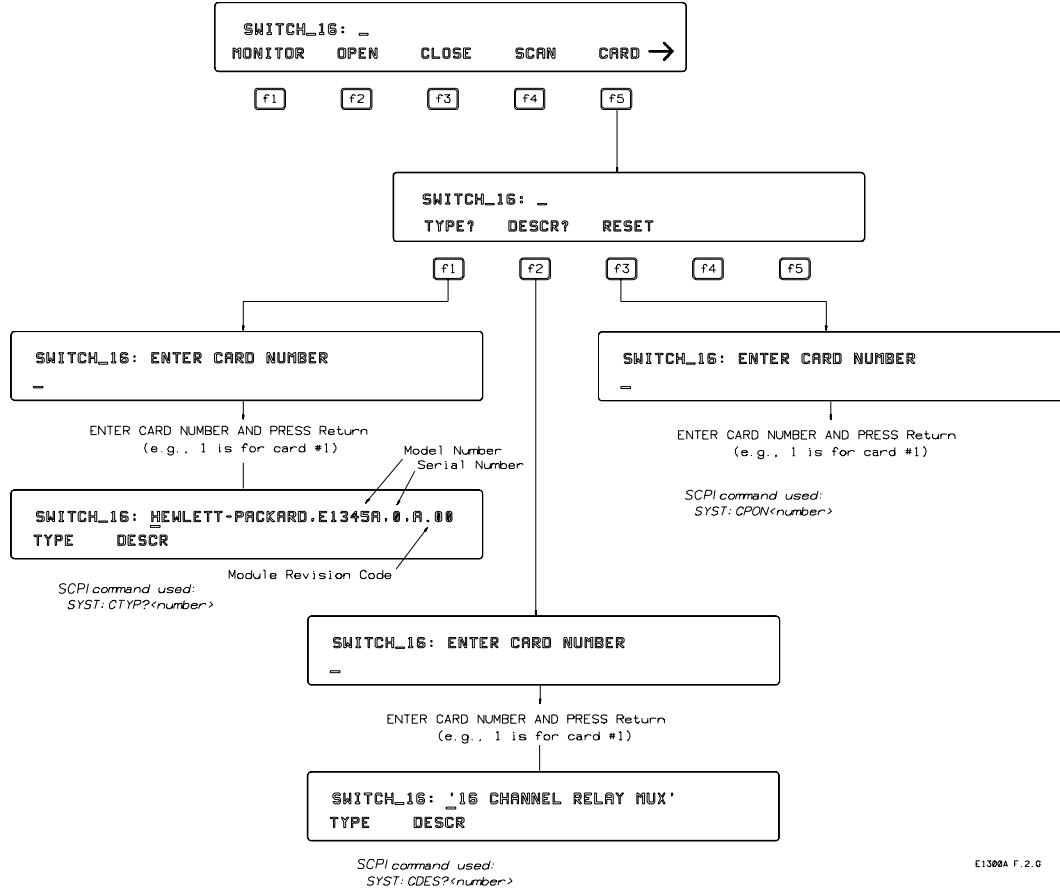 SWITCH_16: _
MONITOR OPEN CLOSE SCAN CARD →
f1 f2 f3 f4 f5
SWITCH_16: _
TYPE? DESCR? RESET
f1 f2 f3 f4 f5
SWITCH_16: ENTER CARD NUMBER
_
ENTER CARD NUMBER AND PRESS Return
(e.g., 1 is for card #1)
Model Number
Serial Number
SWITCH_16: HEWLETT-PACKARD,E1345A,0,A.00
TYPE DESCR
Module Revision Code
SCPI command used:
SYST: CTYP?<number>
SWITCH_16: ENTER CARD NUMBER
_
ENTER CARD NUMBER AND PRESS Return
(e.g., 1 is for card #1)
SCPI command used:
SYST: CPON<number>
SWITCH_16: ENTER CARD NUMBER
_
ENTER CARD NUMBER AND PRESS Return
(e.g., 1 is for card #1)
SWITCH_16: '16 CHANNEL RELAY MUX'
TYPE DESCR
SCPI command used:
SYST: CDES?<number>
E1300A F.2.G